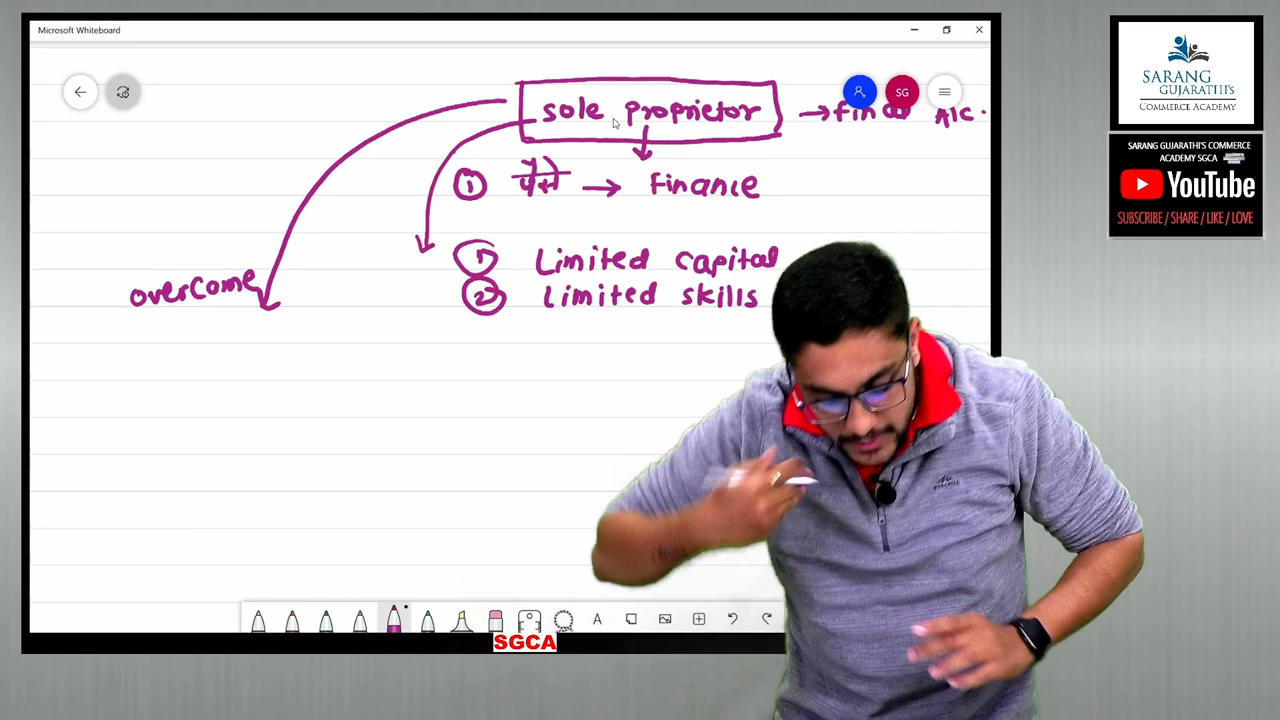 Microsoft Whiteboard
SG
sole proprietor → final A/c.
① → Finance
overcome
① Limited capital
② Limited skills
SGCA
SARANG
GUJARATHI'S
COMMERCE ACADEMY
SARANG GUJARATHI'S COMMERCE
ACADEMY SGCA
YouTube
SUBSCRIBE / SHARE / LIKE / LOVE